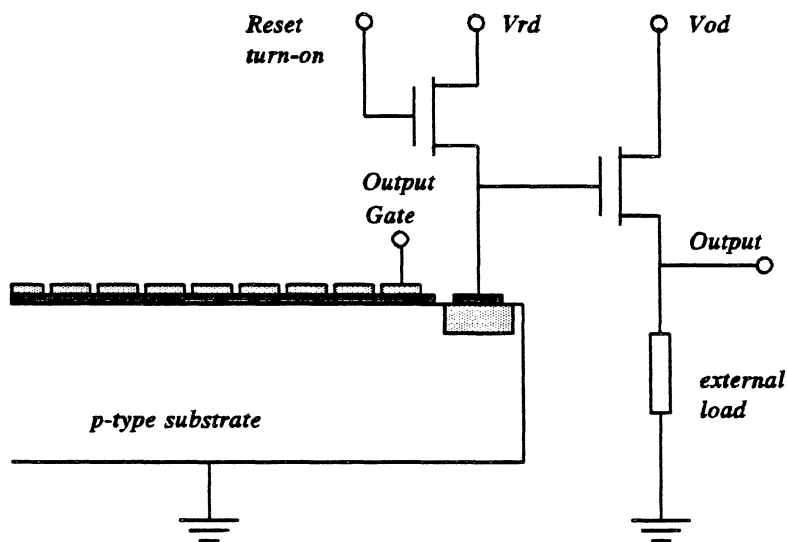 Reset
turn-on
Vrd
Vod
Output
Gate
Output
external
load
p-type substrate